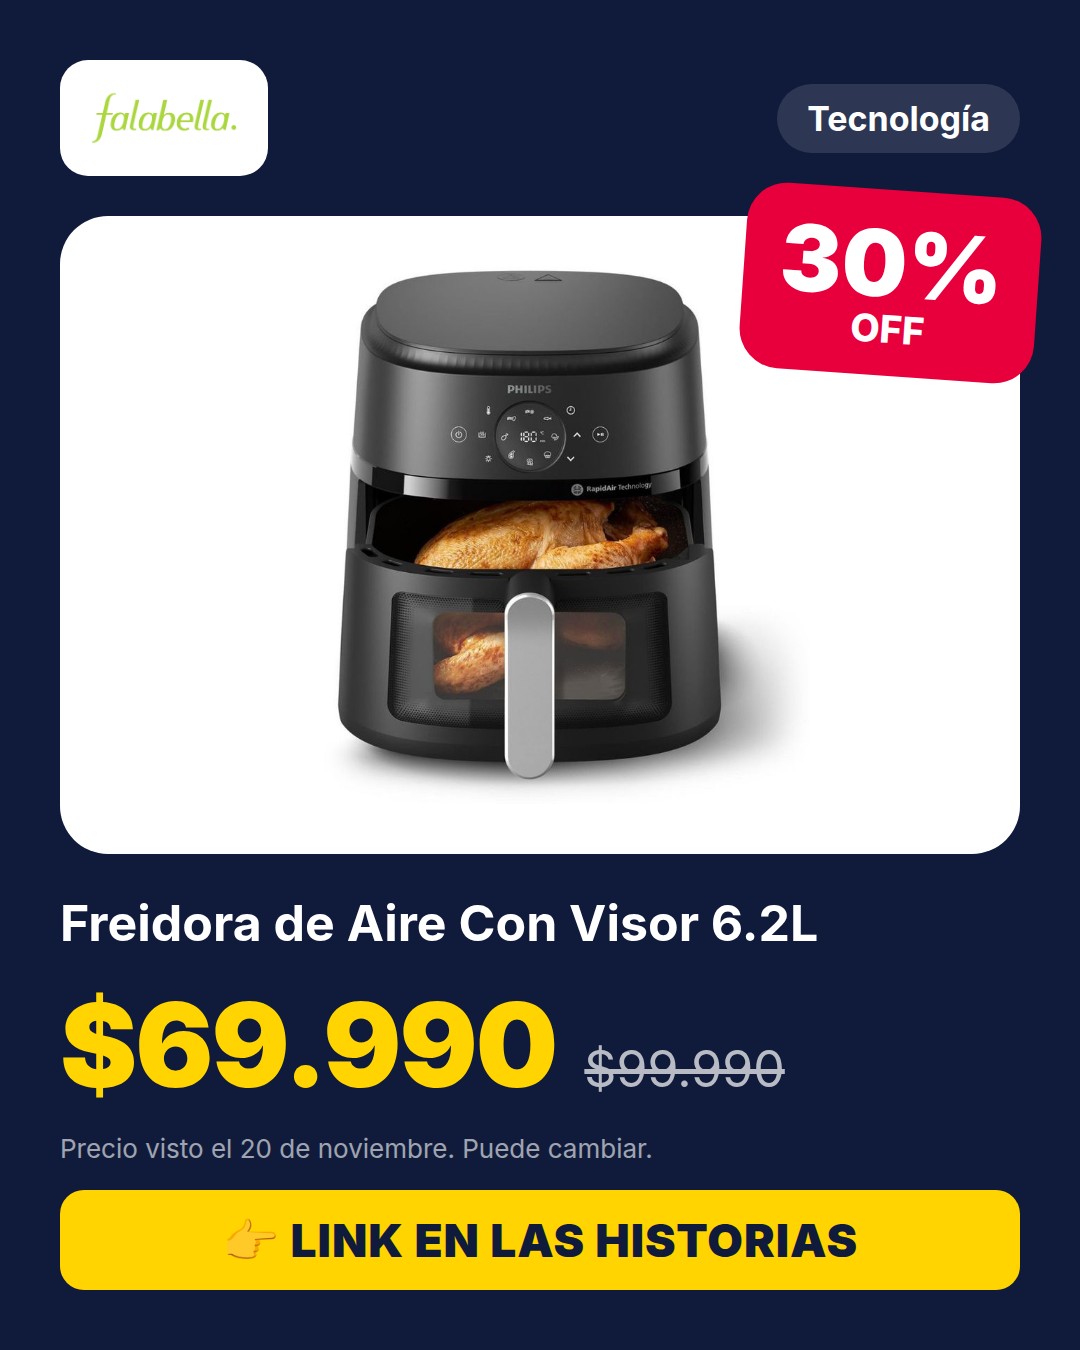 falabella.
Tecnología
30%
OFF
PHILIPS
180
RapidAir Technology
Freidora de Aire Con Visor 6.2L
$69.990 $99.990
Precio visto el 20 de noviembre. Puede cambiar.
👉 LINK EN LAS HISTORIAS